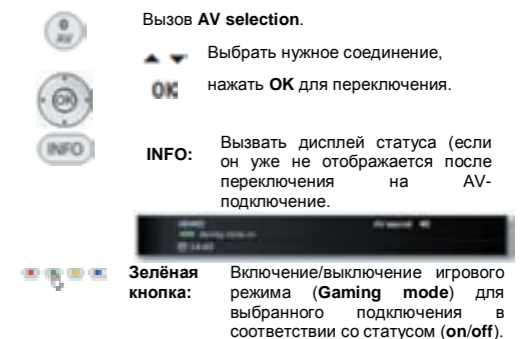 0
AV
Вызов AV selection.
Выбрать нужное соединение,
OK
нажать OK для переключения.
OK
INFO
INFO:
Вызвать дисплей статуса (если
он уже не отображается после
переключения на AV-
подключение.
Зелёная
кнопка:
Включение/выключение игрового
режима (Gaming mode) для
выбранного подключения в
соответствии со статусом (on/off).